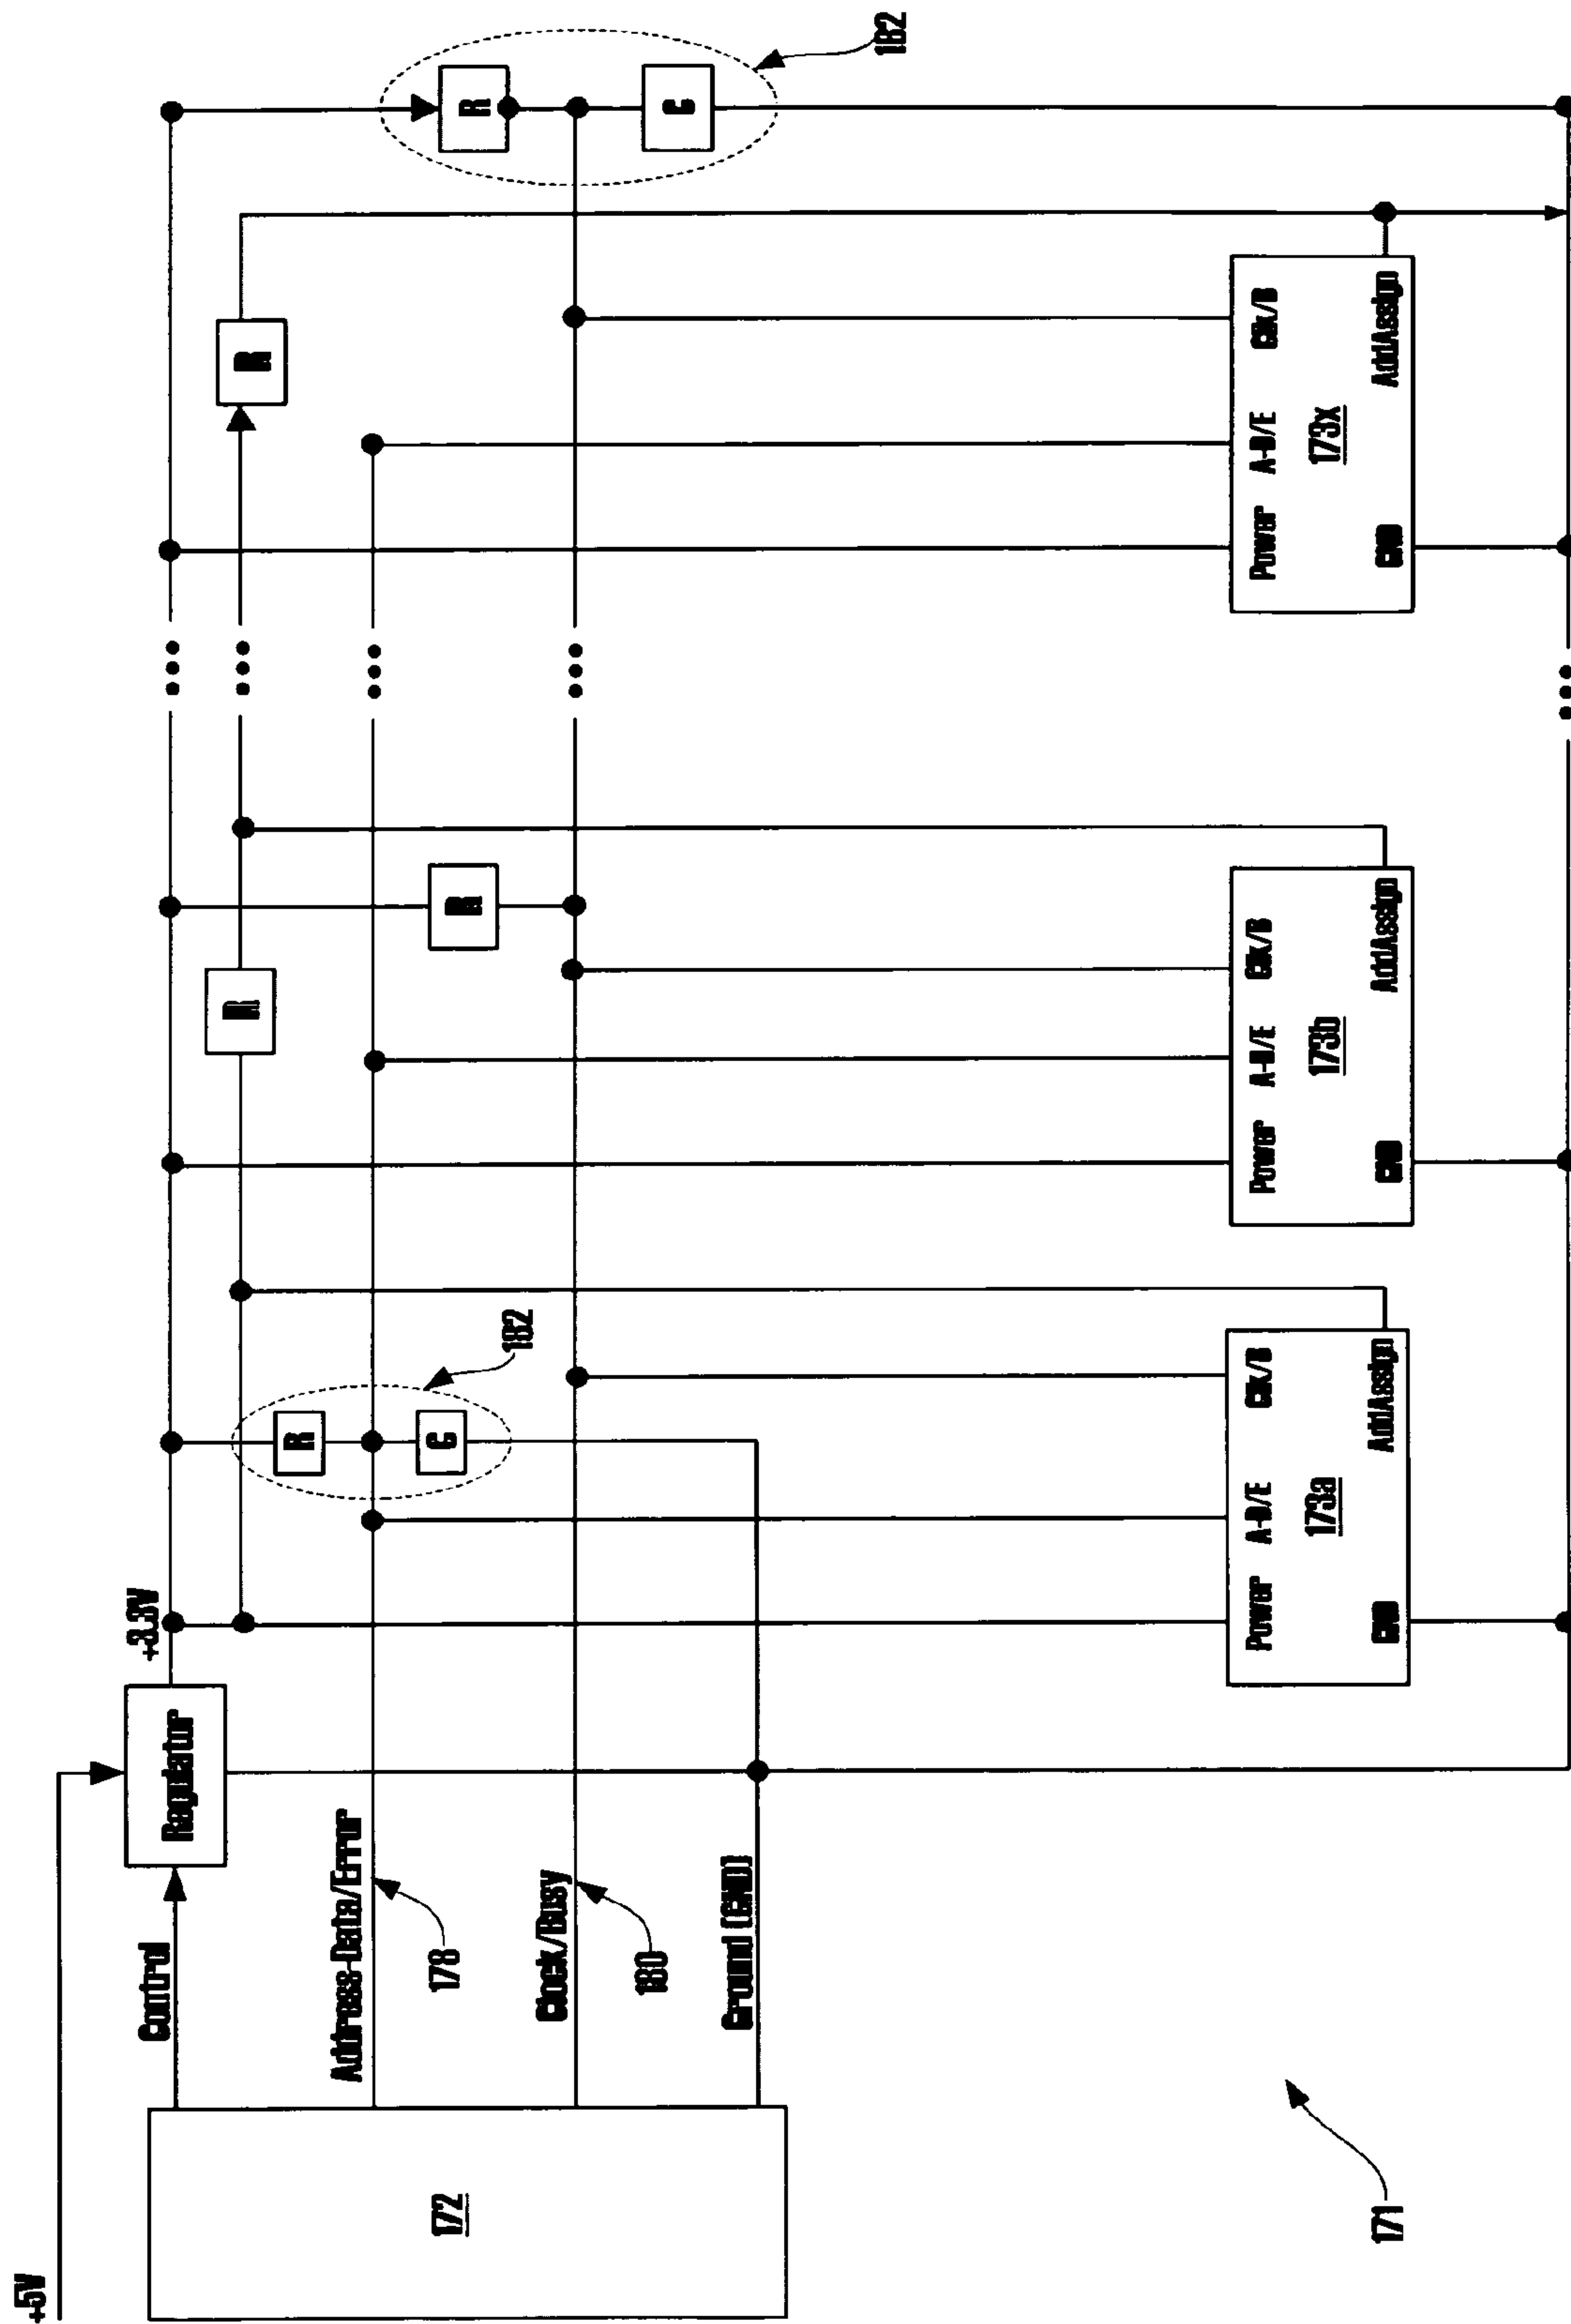 +5V
+3.3V
Control
Regulator
R
R
R
C
182
R
R
C
182
Address-Data/Error
178
172
Clock/Busy
180
Ground (GND)
Power A-D/E Clk/B
173a
GND AddAssign
Power A-D/E Clk/B
173b
GND AddAssign
Power A-D/E Clk/B
173x
GND AddAssign
171